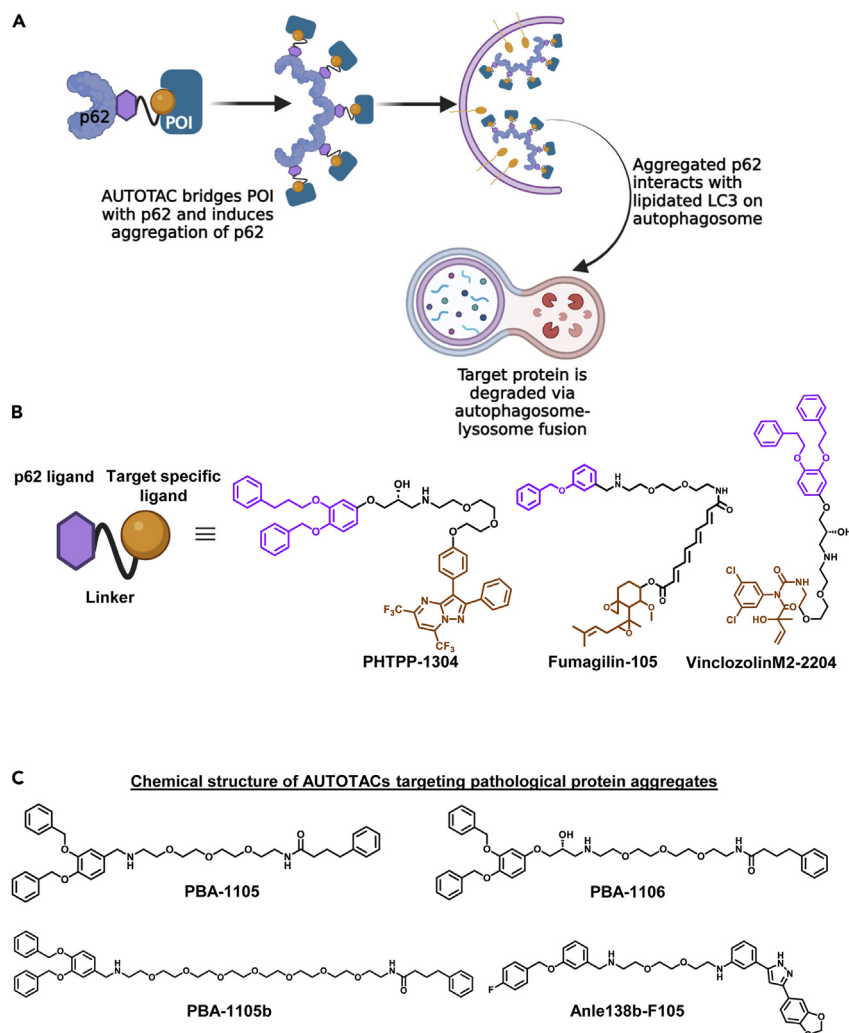 A
p62
POI
AUTOTAC bridges POI
with p62 and induces
aggregation of p62
Aggregated p62
interacts with
lipidated LC3 on
autophagosome
Target protein is
degraded via
autophagosome-
lysosome fusion
B
p62 ligand
Target specific
ligand
Linker
≡
OH
O
O
O
H
N
O
O
O
N
N
N
F3C
CF3
PHTPP-1304
O
H
N
O
O
NH
O
O
O
O
O
O
Fumagilin-105
O
O
O
OH
NH
O
O
Cl
Cl
N
O
NH
O
HO
VinclozolinM2-2204
C
Chemical structure of AUTOTACs targeting pathological protein aggregates
O
O
N
H
O
O
O
N
H
O
PBA-1105
O
O
O
OH
H
N
O
O
O
H
N
O
PBA-1106
O
O
H
N
O
O
O
O
O
O
O
H
N
O
PBA-1105b
F
O
N
H
O
O
N
H
H
N
N
O
O
Anle138b-F105